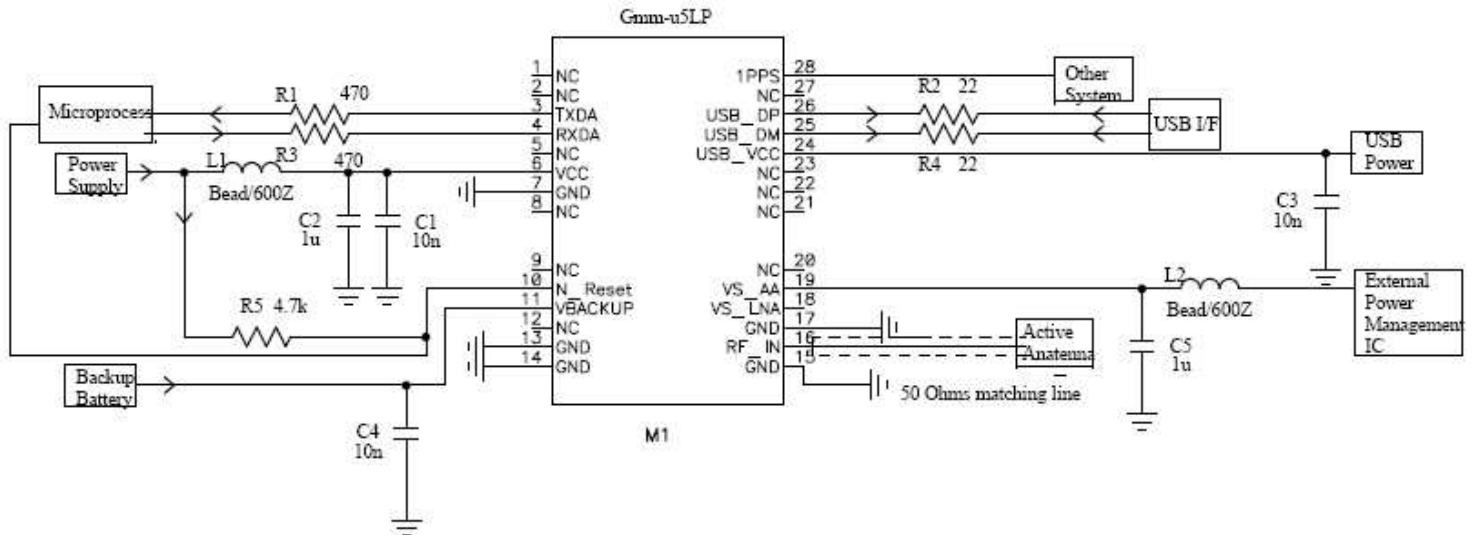 Gmm-u5LP
1 NC
2 NC
3 TXDA
4 RXDA
5 NC
6 VCC
7 GND
8 NC
9 NC
10 N_Reset
11 VBACKUP
12 NC
13 GND
14 GND
1PPS 28
NC 27
USB_DP 26
USB_DM 25
USB_VCC 24
NC 23
NC 22
NC 21
NC 20
VS_AA 19
VS_LNA 18
GND 17
RF_IN 16
GND 15
M1
Microprocess
R1 470
R3 470
Power
Supply
L1
Bead/600Z
C2
1u
C1
10n
R5 4.7k
Backup
Battery
C4
10n
Other
System
R2 22
R4 22
USB I/F
USB
Power
C3
10n
L2
Bead/600Z
External
Power
Management
IC
C5
1u
Active
Anatenna
50 Ohms matching line